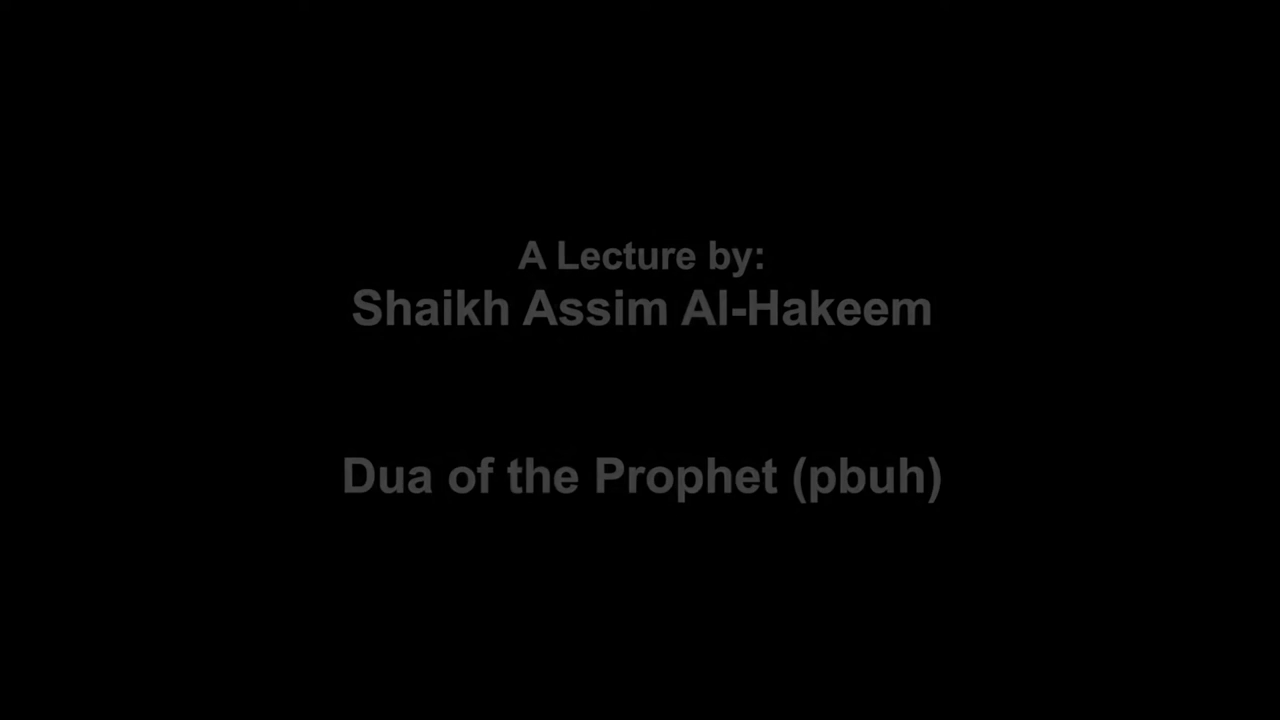 A Lecture by:
Shaikh Assim Al-Hakeem
Dua of the Prophet (pbuh)